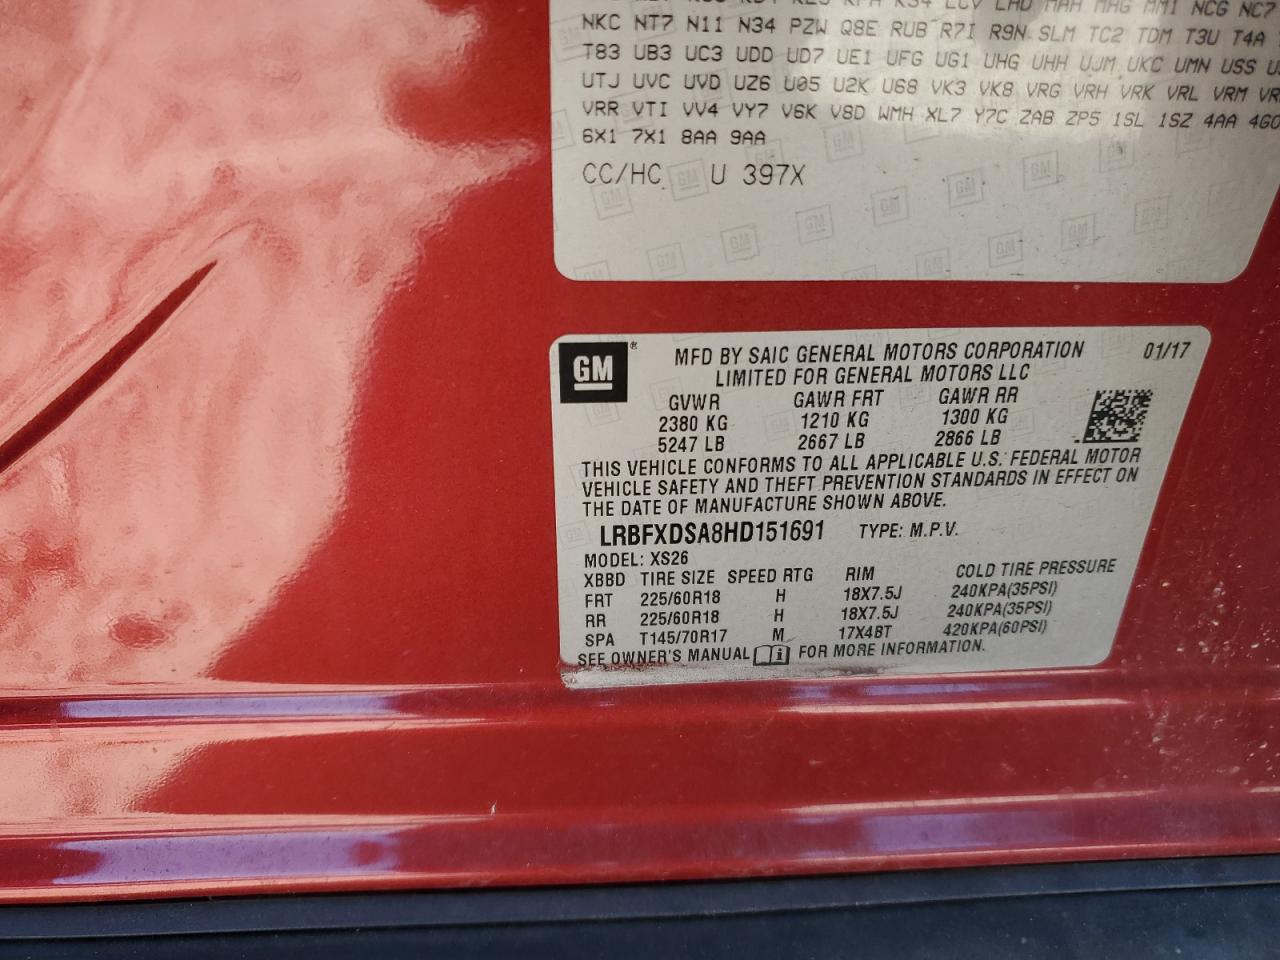 KS4 LCV LHD MAH MHG MM1 NCG NC7
NKC NT7 N11 N34 PZW Q8E RUB R7I R9N SLM TC2 TDM T3U T4A
T83 UB3 UC3 UDD UD7 UE1 UFG UG1 UHG UHH UJM UKC UMN USS
UTJ UVC UVD UZ6 U05 U2K U68 VK3 VK8 VRG VRH VRK VRL VRM
VRR VTI VV4 VY7 V6K V8D WMH XL7 Y7C ZAB ZP5 1SL 1SZ 4AA
6X1 7X1 8AA 9AA
CC/HC U 397X
GM®
MFD BY SAIC GENERAL MOTORS CORPORATION 01/17
LIMITED FOR GENERAL MOTORS LLC
GVWR GAWR FRT GAWR RR
2380 KG 1210 KG 1300 KG
5247 LB 2667 LB 2866 LB
THIS VEHICLE CONFORMS TO ALL APPLICABLE U.S. FEDERAL MOTOR
VEHICLE SAFETY AND THEFT PREVENTION STANDARDS IN EFFECT ON
THE DATE OF MANUFACTURE SHOWN ABOVE.
LRBFXDSA8HD151691 TYPE: M.P.V.
MODEL: XS26
XBBD TIRE SIZE SPEED RTG RIM COLD TIRE PRESSURE
FRT 225/60R18 H 18X7.5J 240KPA(35PSI)
RR 225/60R18 H 18X7.5J 240KPA(35PSI)
SPA T145/70R17 M 17X4BT 420KPA(60PSI)
SEE OWNER'S MANUAL FOR MORE INFORMATION.